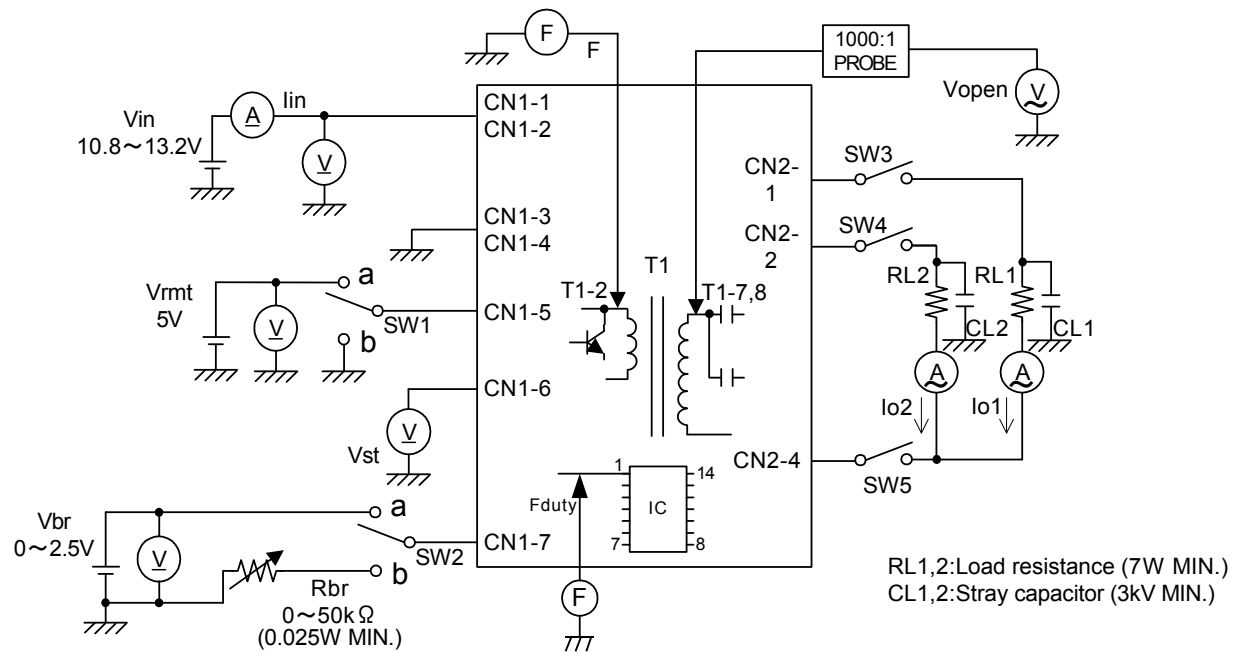 F
F
1000:1
PROBE
Vopen
V
Vin
10.8～13.2V
A
Iin
V
CN1-1
CN1-2
CN1-3
CN1-4
Vrmt
5V
V
a
b
SW1
CN1-5
CN1-6
V
Vst
Vbr
0～2.5V
V
a
b
SW2
CN1-7
Rbr
0～50kΩ
(0.025W MIN.)
T1-2
T1
T1-7,8
Fduty
1
14
IC
7
8
F
CN2-
1
CN2-
2
CN2-4
SW3
SW4
SW5
RL2
RL1
CL2
CL1
A
A
Io2
Io1
RL1,2:Load resistance (7W MIN.)
CL1,2:Stray capacitor (3kV MIN.)